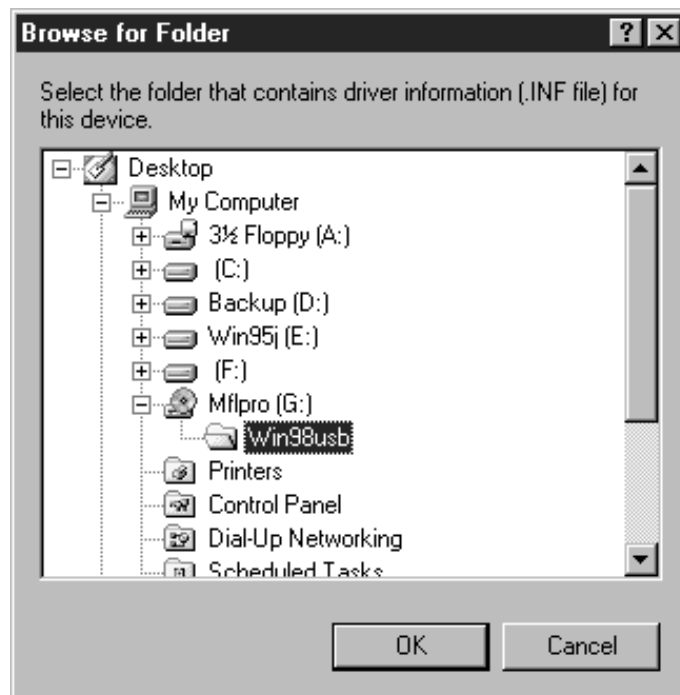 Browse for Folder
Select the folder that contains driver information (.INF file) for
this device.
Desktop
My Computer
3½ Floppy (A:)
(C:)
Backup (D:)
Win95j (E:)
(F:)
Mflpro (G:)
Win98usb
Printers
Control Panel
Dial-Up Networking
Scheduled Tasks
OK Cancel